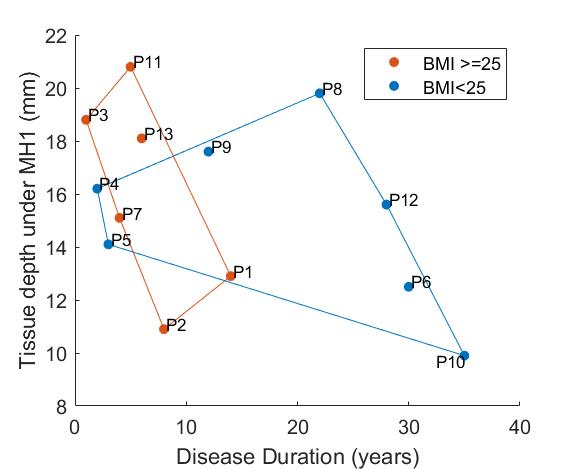 22
20
18
16
14
12
10
8
0
10
20
30
40
Tissue depth under MH1 (mm)
Disease Duration (years)
BMI >=25
BMI<25
P11
P8
P3
P13
P9
P4
P12
P7
P5
P1
P6
P2
P10